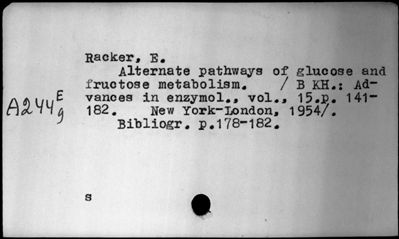 Racker, E.
Alternate pathways of glucose and
fructose metabolism. / В КН.: Ad-
vances in enzymol., vol., 15.p. 141-
182. New York-London, 1954/.
Bibliogr. p.178-182.
A244 E
9
s